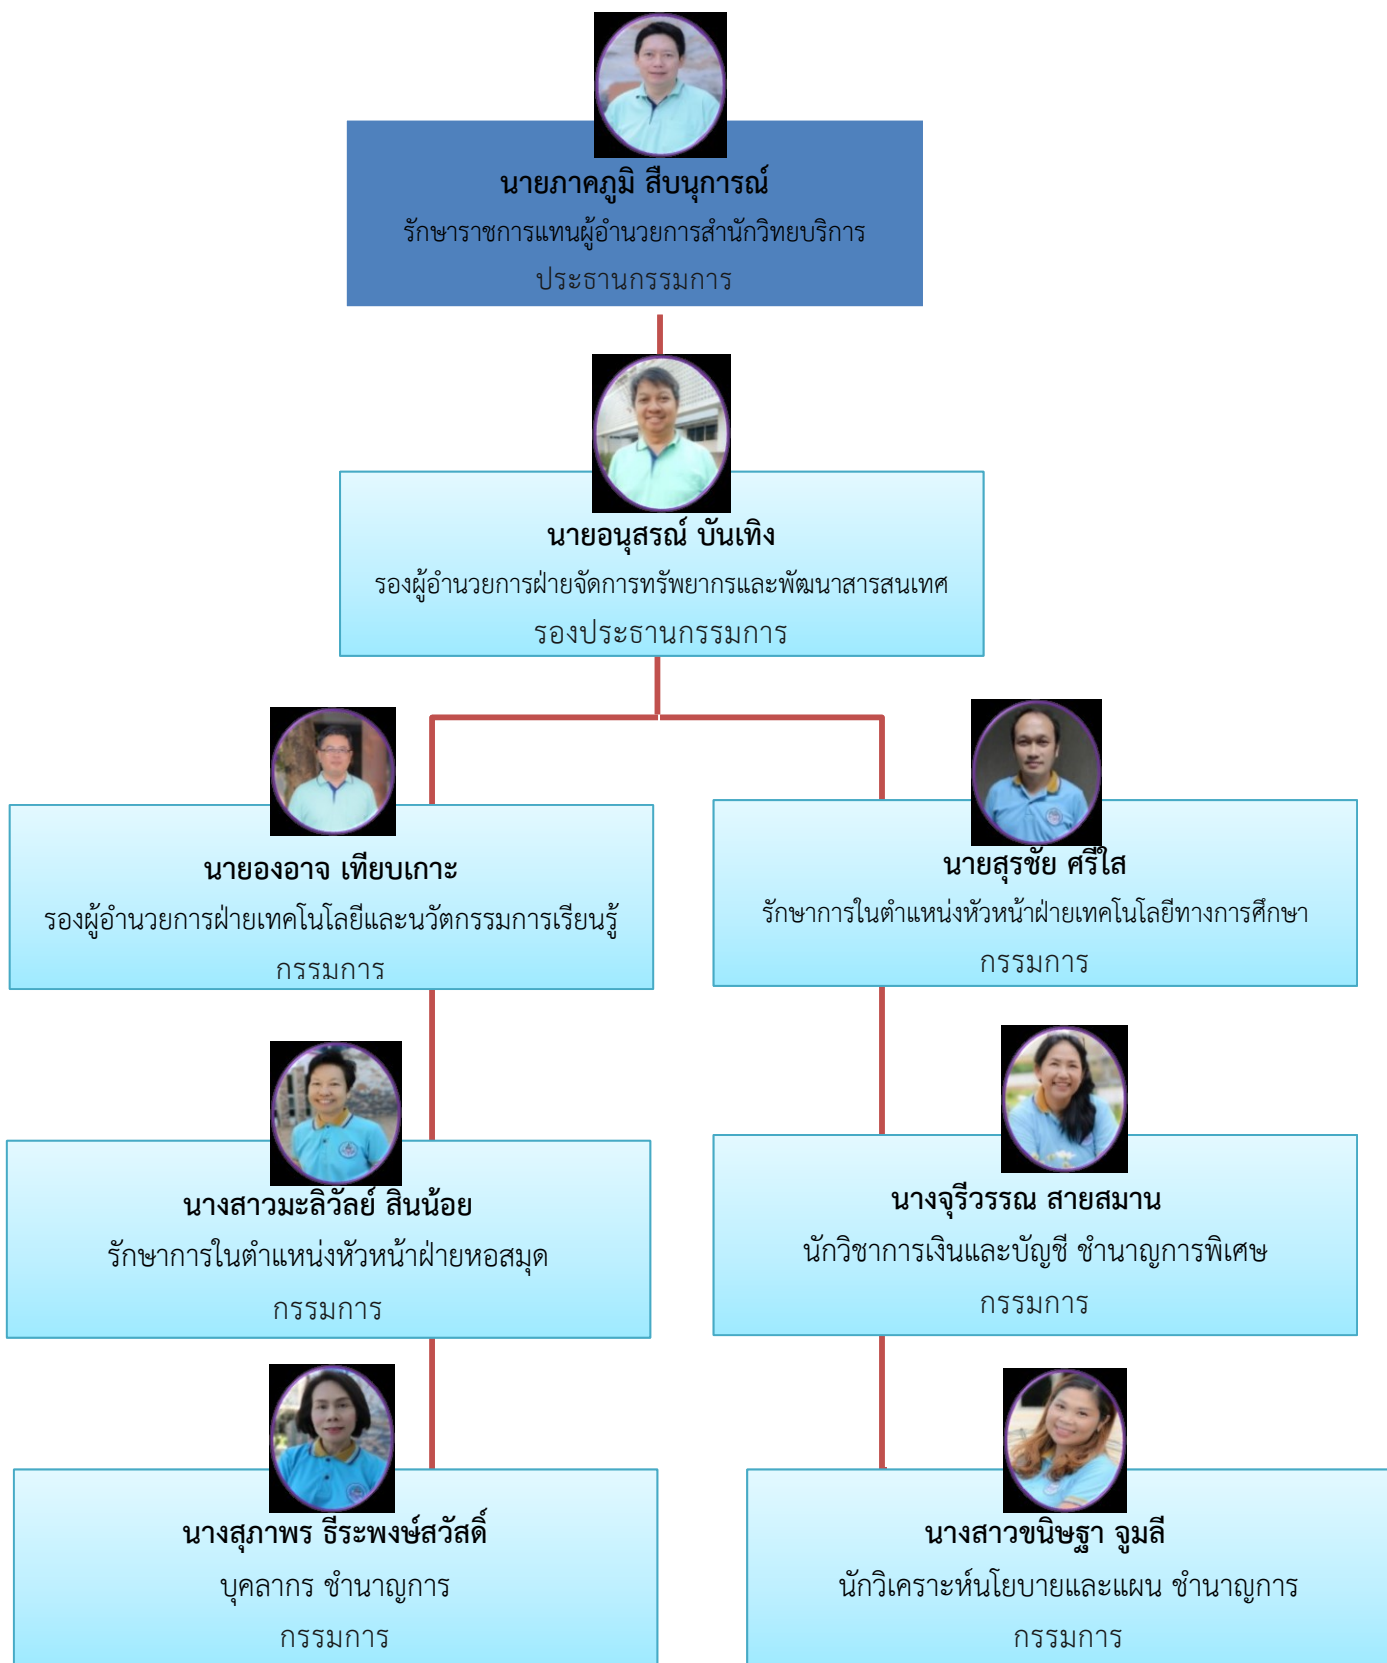 นายภาคภูมิ สืบนุการณ์
รักษาราชการแทนผู้อำนวยการสำนักวิทยบริการ
ประธานกรรมการ
นายอนุสรณ์ บันเทิง
รองผู้อำนวยการฝ่ายจัดการทรัพยากรและพัฒนาสารสนเทศ
รองประธานกรรมการ
นายองอาจ เทียบเกาะ
รองผู้อำนวยการฝ่ายเทคโนโลยีและนวัตกรรมการเรียนรู้
กรรมการ
นายสุรชัย ศรีใส
รักษาการในตำแหน่งหัวหน้าฝ่ายเทคโนโลยีทางการศึกษา
กรรมการ
นางสาวมะลิวัลย์ สินน้อย
รักษาการในตำแหน่งหัวหน้าฝ่ายหอสมุด
กรรมการ
นางจุรีวรรณ สายสมาน
นักวิชาการเงินและบัญชี ชำนาญการพิเศษ
กรรมการ
นางสุภาพร ธีระพงษ์สวัสดิ์
บุคลากร ชำนาญการ
กรรมการ
นางสาวขนิษฐา จูมลี
นักวิเคราะห์นโยบายและแผน ชำนาญการ
กรรมการ